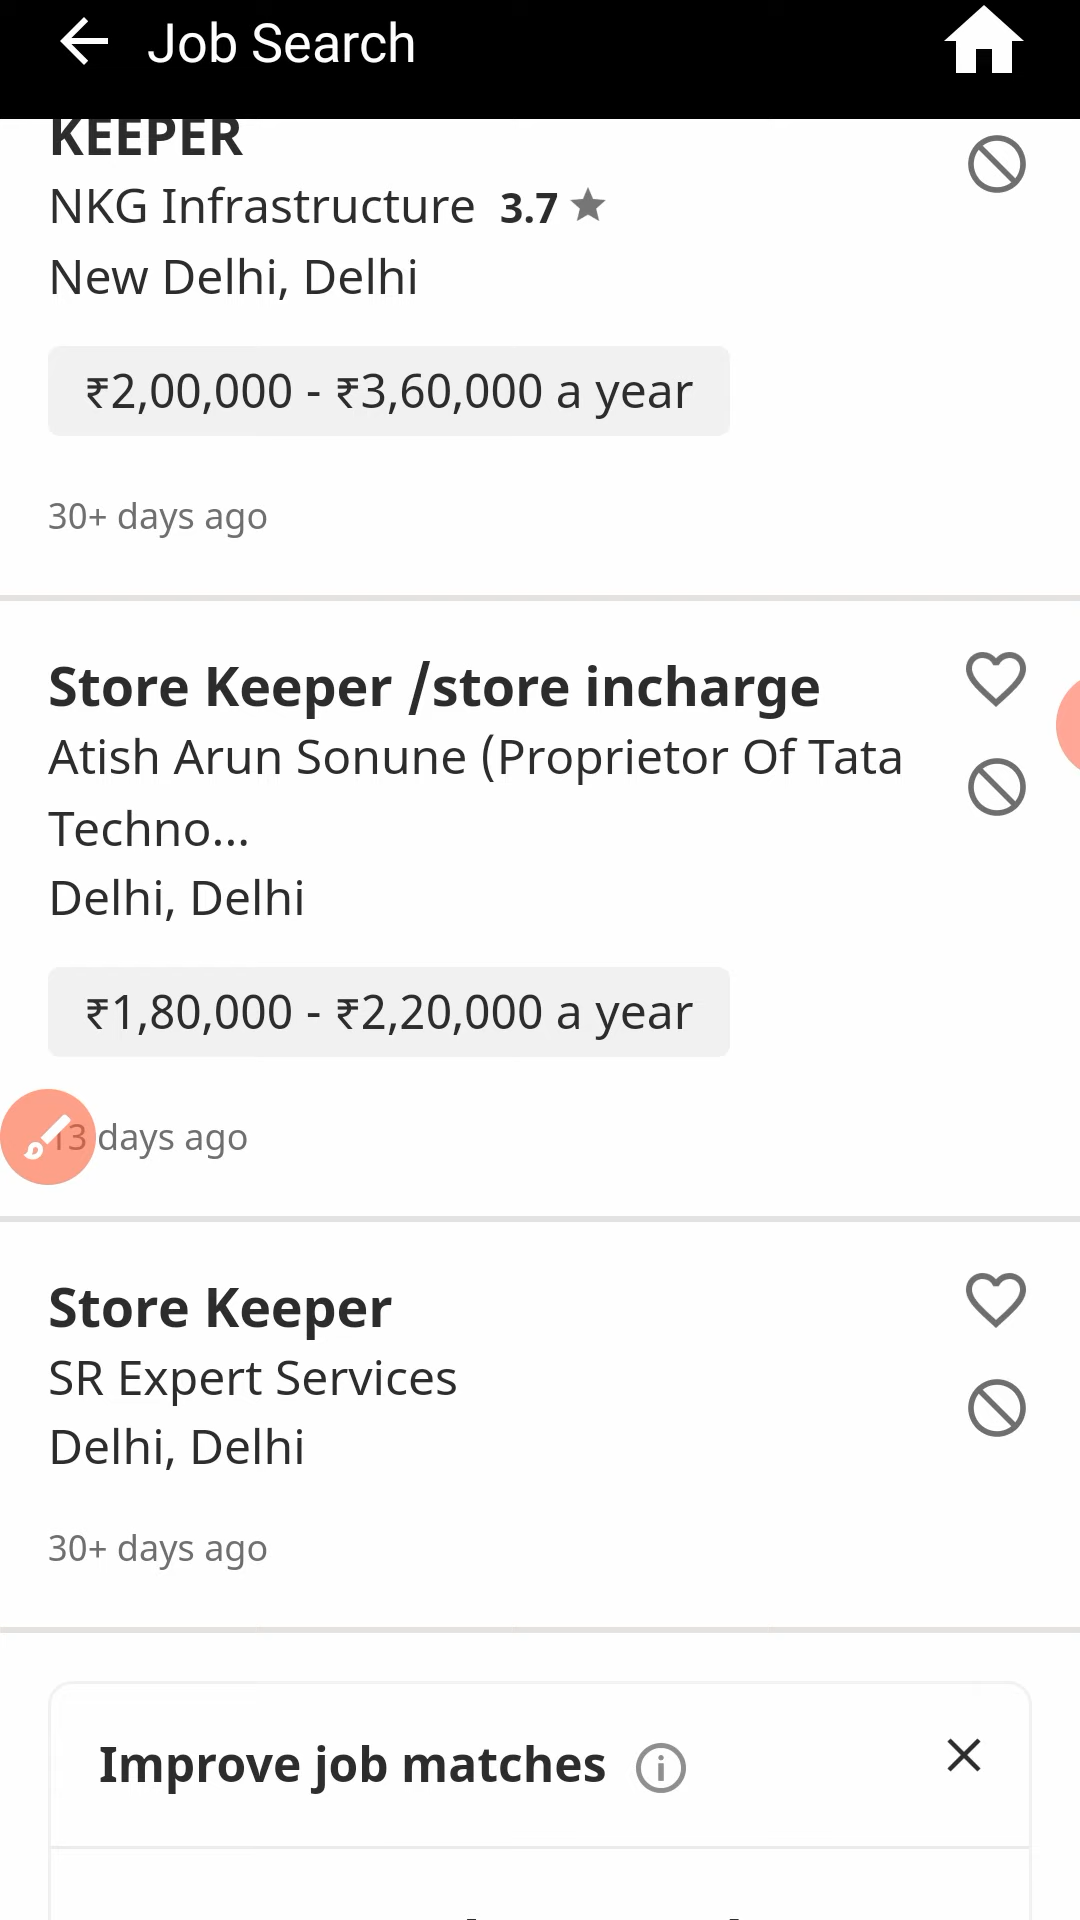 Job Search
KEEPER
NKG Infrastructure 3.7
New Delhi, Delhi
₹2,00,000 - ₹3,60,000 a year
30+ days ago
Store Keeper /store incharge
Atish Arun Sonune (Proprietor Of Tata
Techno...
Delhi, Delhi
₹1,80,000 - ₹2,20,000 a year
13 days ago
Store Keeper
SR Expert Services
Delhi, Delhi
30+ days ago
Improve job matches